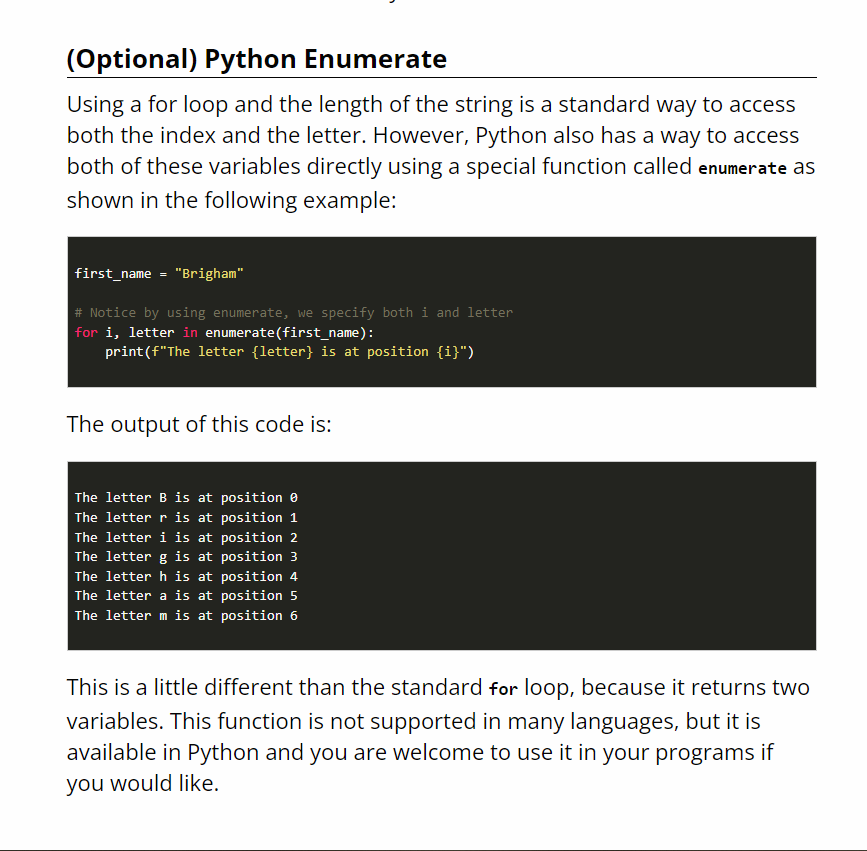 (Optional) Python Enumerate
Using a for loop and the length of the string is a standard way to access
both the index and the letter. However, Python also has a way to access
both of these variables directly using a special function called enumerate as
shown in the following example:
first_name = "Brigham"
# Notice by using enumerate, we specify both i and letter
for i, letter in enumerate(first_name):
    print(f"The letter {letter} is at position {i}")
The output of this code is:
The letter B is at position 0
The letter r is at position 1
The letter i is at position 2
The letter g is at position 3
The letter h is at position 4
The letter a is at position 5
The letter m is at position 6
This is a little different than the standard for loop, because it returns two
variables. This function is not supported in many languages, but it is
available in Python and you are welcome to use it in your programs if
you would like.